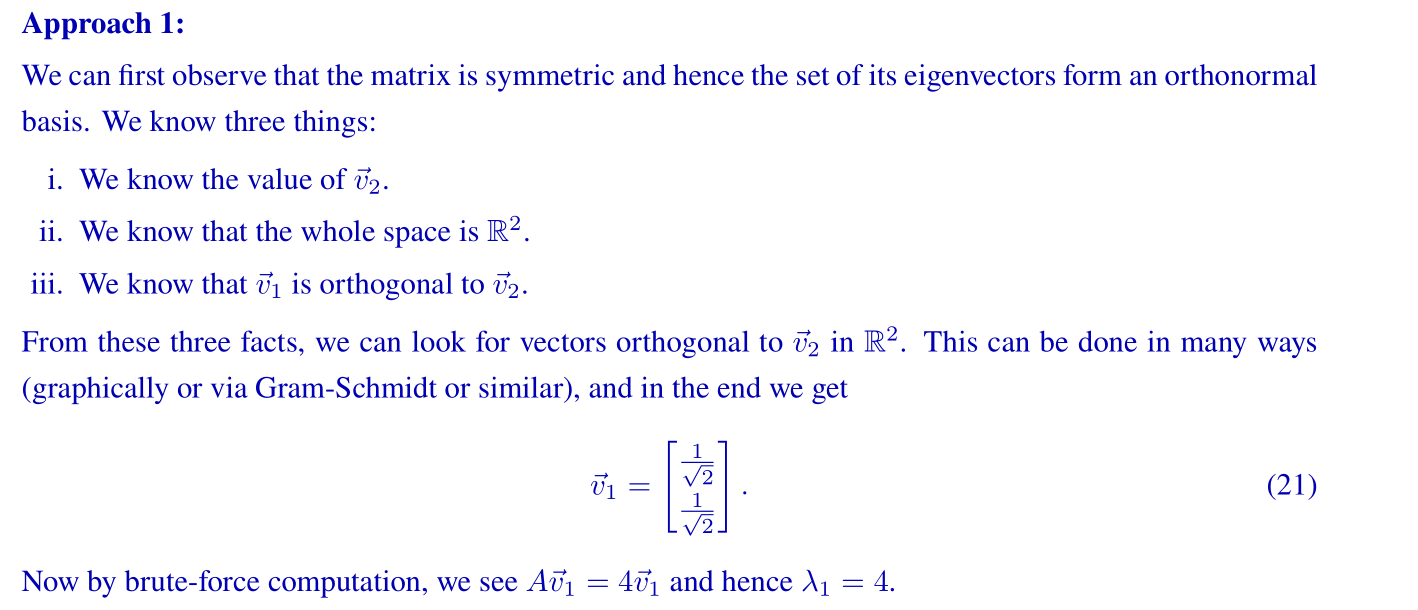 Approach 1:
We can first observe that the matrix is symmetric and hence the set of its eigenvectors form an orthonormal
basis. We know three things:
i. We know the value of $\vec{v}_2$.
ii. We know that the whole space is $\mathbb{R}^2$.
iii. We know that $\vec{v}_1$ is orthogonal to $\vec{v}_2$.
From these three facts, we can look for vectors orthogonal to $\vec{v}_2$ in $\mathbb{R}^2$. This can be done in many ways
(graphically or via Gram-Schmidt or similar), and in the end we get
$\vec{v}_1 = \begin{bmatrix} \frac{1}{\sqrt{2}} \\ \frac{1}{\sqrt{2}} \end{bmatrix}.$ (21)
Now by brute-force computation, we see $A\vec{v}_1 = 4\vec{v}_1$ and hence $\lambda_1 = 4$.